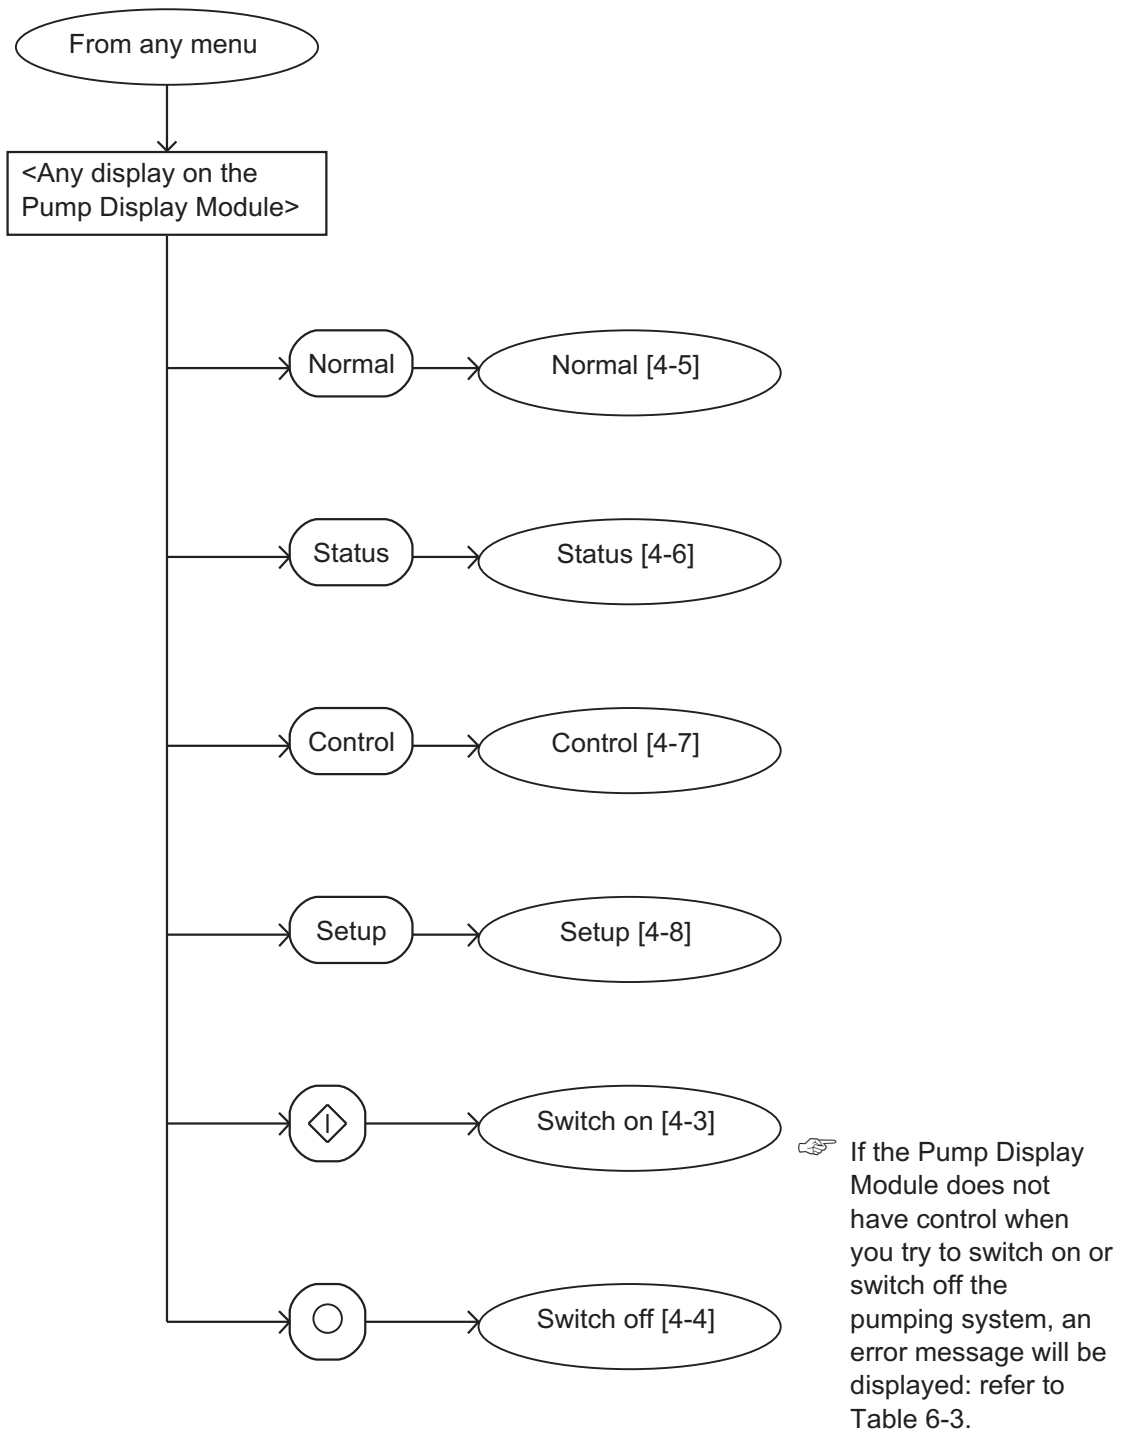 From any menu
<Any display on the
Pump Display Module>
Normal
Normal [4-5]
Status
Status [4-6]
Control
Control [4-7]
Setup
Setup [4-8]
Switch on [4-3]
☞ If the Pump Display
Module does not
have control when
you try to switch on or
switch off the
pumping system, an
error message will be
displayed: refer to
Table 6-3.
Switch off [4-4]